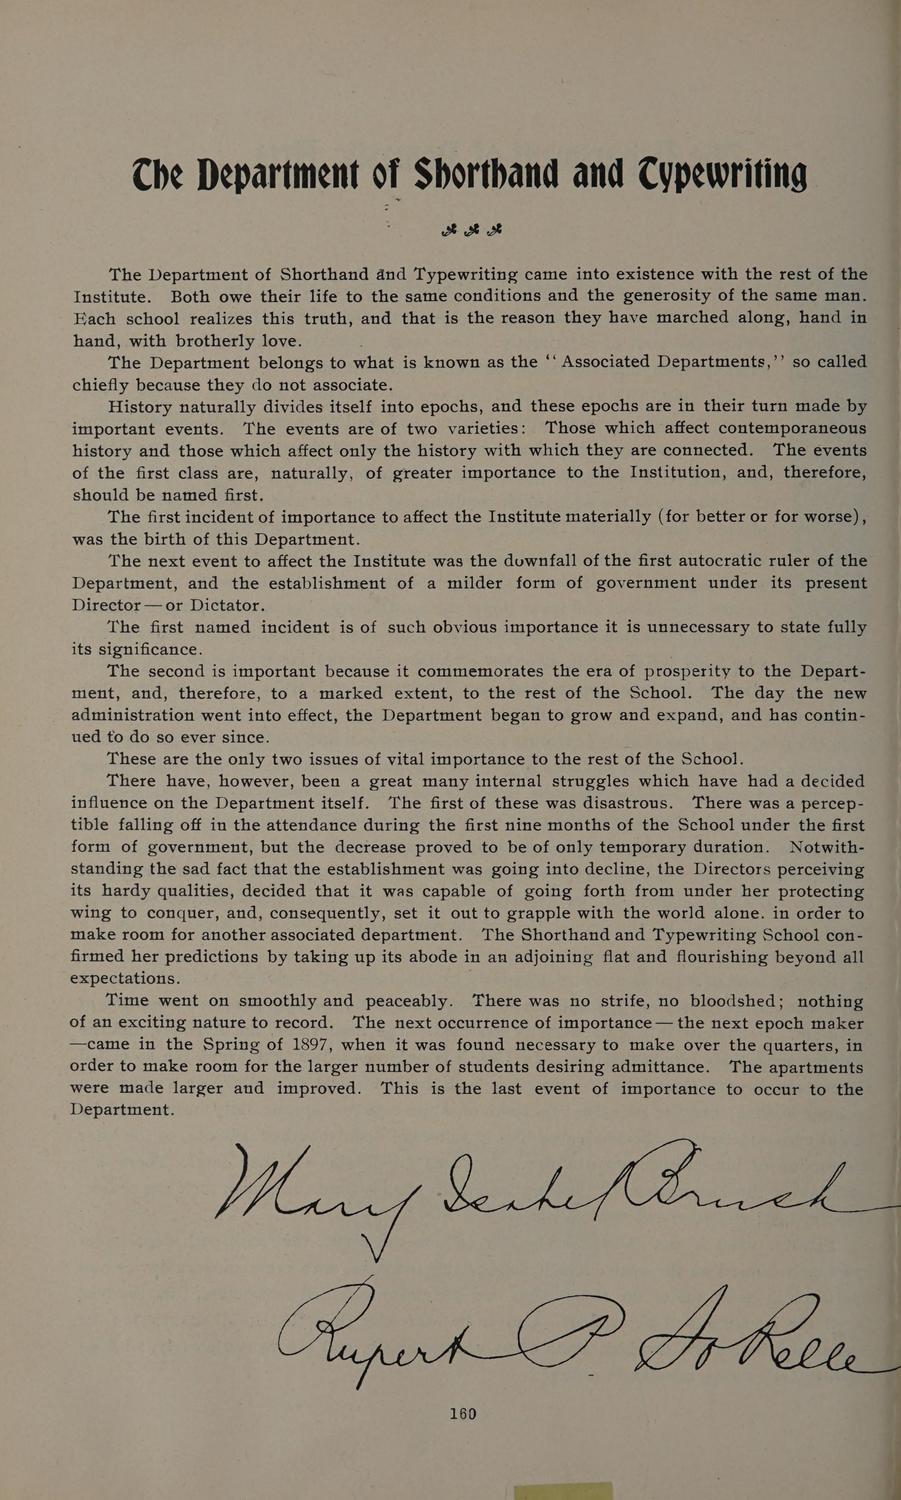 The Department of Shorthand and Typewriting
The Department of Shorthand and Typewriting came into existence with the rest of the
Institute. Both owe their life to the same conditions and the generosity of the same man.
Each school realizes this truth, and that is the reason they have marched along, hand in
hand, with brotherly love.
The Department belongs to what is known as the ‘‘ Associated Departments,’’ so called
chiefly because they do not associate.
History naturally divides itself into epochs, and these epochs are in their turn made by
important events. The events are of two varieties: Those which affect contemporaneous
history and those which affect only the history with which they are connected. The events
of the first class are, naturally, of greater importance to the Institution, and, therefore,
should be named first.
The first incident of importance to affect the Institute materially (for better or for worse),
was the birth of this Department.
The next event to affect the Institute was the downfall of the first autocratic ruler of the
Department, and the establishment of a milder form of government under its present
Director — or Dictator.
The first named incident is of such obvious importance it is unnecessary to state fully
its significance.
The second is important because it commemorates the era of prosperity to the Depart-
ment, and, therefore, to a marked extent, to the rest of the School. The day the new
administration went into effect, the Department began to grow and expand, and has contin-
ued to do so ever since.
These are the only two issues of vital importance to the rest of the School.
There have, however, been a great many internal struggles which have had a decided
influence on the Department itself. The first of these was disastrous. There was a percep-
tible falling off in the attendance during the first nine months of the School under the first
form of government, but the decrease proved to be of only temporary duration. Notwith-
standing the sad fact that the establishment was going into decline, the Directors perceiving
its hardy qualities, decided that it was capable of going forth from under her protecting
wing to conquer, and, consequently, set it out to grapple with the world alone. in order to
make room for another associated department. The Shorthand and Typewriting School con-
firmed her predictions by taking up its abode in an adjoining flat and flourishing beyond all
expectations.
Time went on smoothly and peaceably. There was no strife, no bloodshed; nothing
of an exciting nature to record. The next occurrence of importance — the next epoch maker
—came in the Spring of 1897, when it was found necessary to make over the quarters, in
order to make room for the larger number of students desiring admittance. The apartments
were made larger and improved. This is the last event of importance to occur to the
Department.
Mary Isabel Brush
Rupert P. SoRelle
160